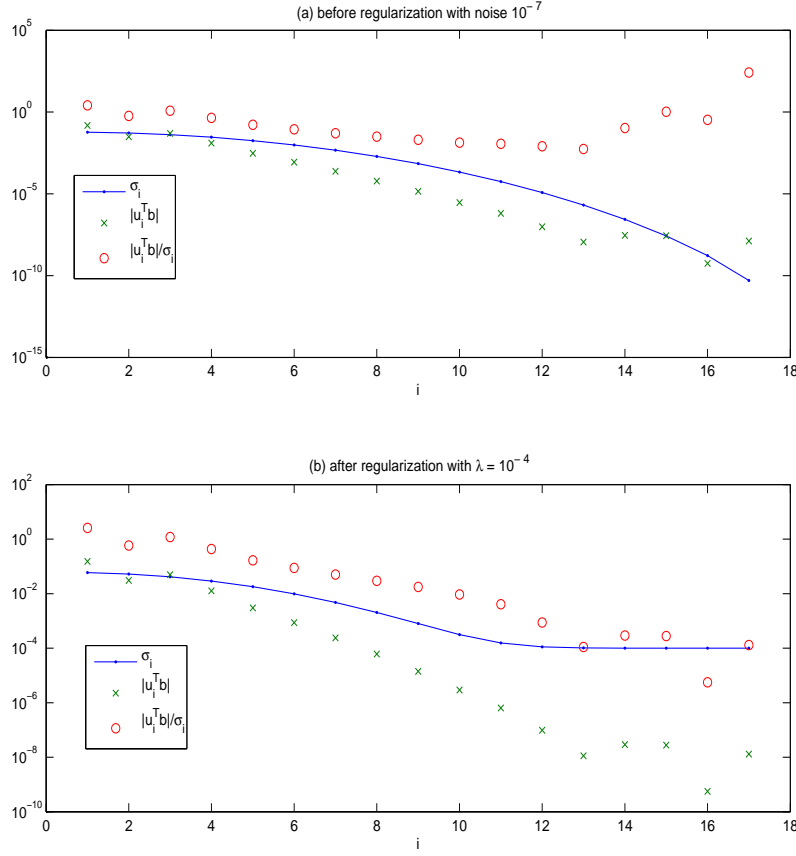 (a) before regularization with noise 10^-7
10^5
10^0
10^-5
10^-10
10^-15
σ_i
|u_i^T b|
|u_i^T b|/σ_i
0 2 4 6 8 10 12 14 16 18
i
(b) after regularization with λ = 10^-4
10^2
10^0
10^-2
10^-4
10^-6
10^-8
10^-10
σ_i
|u_i^T b|
|u_i^T b|/σ_i
0 2 4 6 8 10 12 14 16 18
i